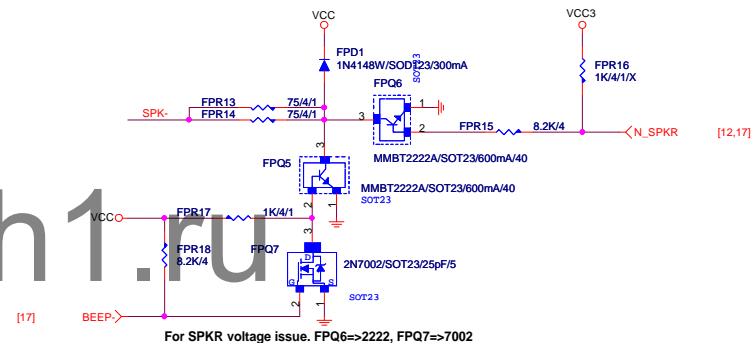 VCC
VCC3
FPD1
1N4148W/SOD123/300mA
FPR16
1K/4/1/X
FPQ6
SOT23
SPK-
FPR13 75/4/1
FPR14 75/4/1
3
1
2
FPR15 8.2K/4
N_SPKR [12,17]
MMBT2222A/SOT23/600mA/40
FPQ5
3
MMBT2222A/SOT23/600mA/40
SOT23
2
1
VCC
FPR17 1K/4/1
FPR18
8.2K/4
FPQ7
3
D
G
S
2N7002/SOT23/25pF/5
SOT23
2
1
[17] BEEP-
h1.ru
For SPKR voltage issue. FPQ6=>2222, FPQ7=>7002